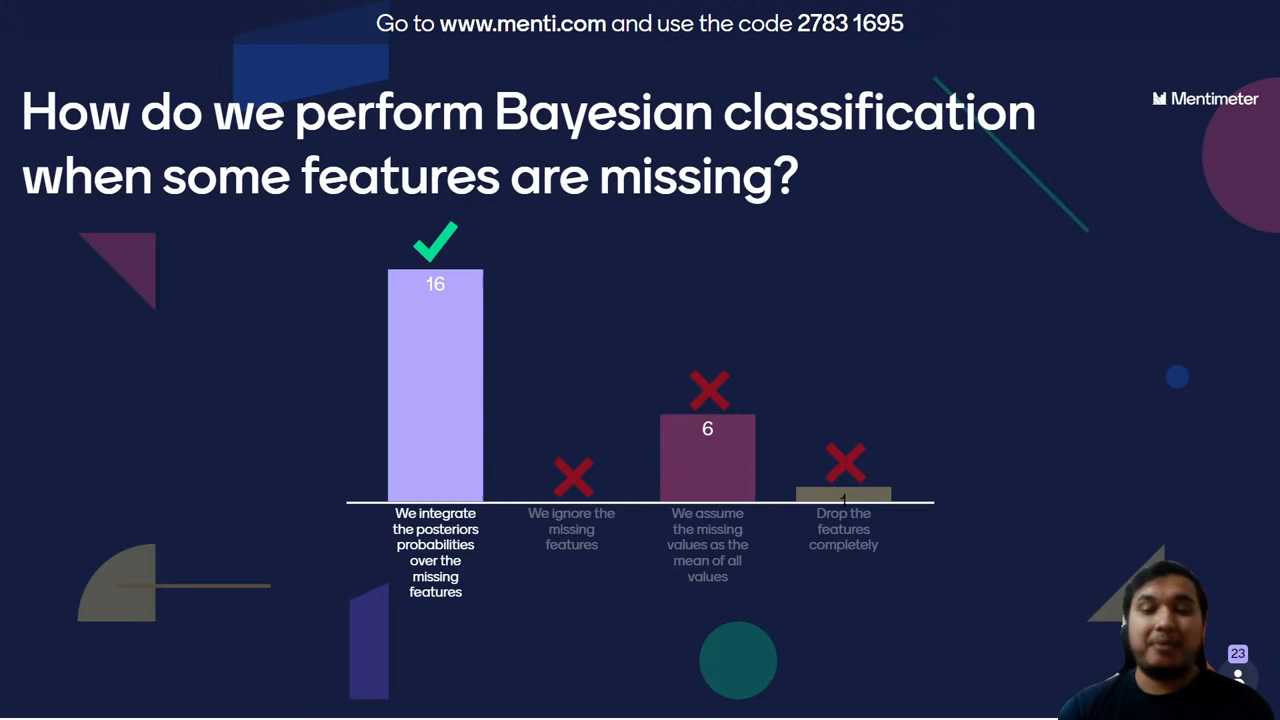 Go to www.menti.com and use the code 2783 1695
How do we perform Bayesian classification
when some features are missing?
Mentimeter
16
6
1
We integrate
the posteriors
probabilities
over the
missing
features
We ignore the
missing
features
We assume
the missing
values as the
mean of all
values
Drop the
features
completely
23